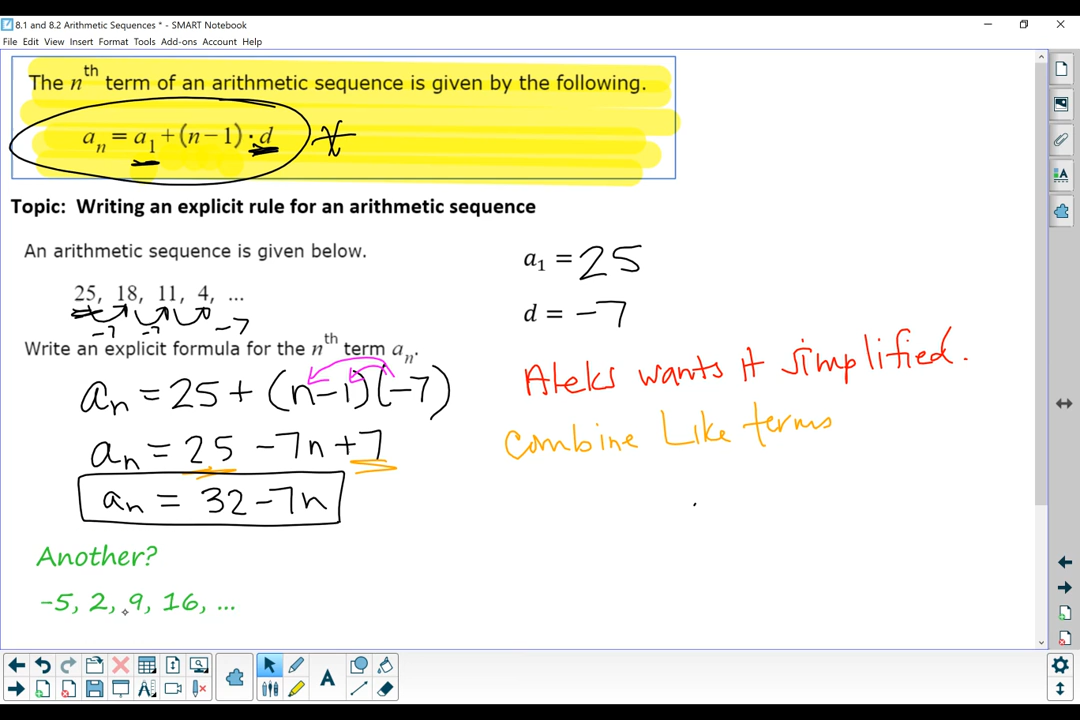 8.1 and 8.2 Arithmetic Sequences * - SMART Notebook
File Edit View Insert Format Tools Add-ons Account Help
The nth term of an arithmetic sequence is given by the following.
an = a1 + (n − 1) · d
Topic: Writing an explicit rule for an arithmetic sequence
An arithmetic sequence is given below.
a1 = 25
25, 18, 11, 4, ...
d = −7
−7 −7 −7
Write an explicit formula for the nth term an.
an = 25 + (n−1)(−7)
Aleks wants it simplified.
an = 25 −7n +7
Combine Like terms
an = 32−7n
Another?
-5, 2, 9, 16, ...